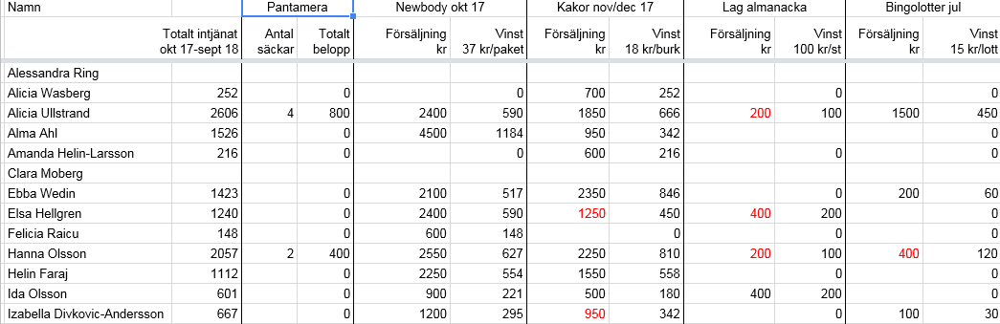 Namn Pantamera Newbody okt 17 Kakor nov/dec 17 Lag almanacka Bingolotter jul
Totalt intjänat Antal Totalt Försäljning Vinst Försäljning Vinst Försäljning Vinst Försäljning Vinst
okt 17-sept 18 säckar belopp kr 37 kr/paket kr 18 kr/burk kr 100 kr/st kr 15 kr/lott
Alessandra Ring
Alicia Wasberg 252 0 0 700 252 0 0
Alicia Ullstrand 2606 4 800 2400 590 1850 666 200 100 1500 450
Alma Ahl 1526 0 4500 1184 950 342 0
Amanda Helin-Larsson 216 0 0 600 216 0 0
Clara Moberg
Ebba Wedin 1423 0 2100 517 2350 846 0 200 60
Elsa Hellgren 1240 0 2400 590 1250 450 400 200 0
Felicia Raicu 148 0 600 148 0 0 0
Hanna Olsson 2057 2 400 2550 627 2250 810 200 100 400 120
Helin Faraj 1112 0 2250 554 1550 558 0
Ida Olsson 601 0 900 221 500 180 400 200 0
Izabella Divkovic-Andersson 667 0 1200 295 950 342 0 100 30